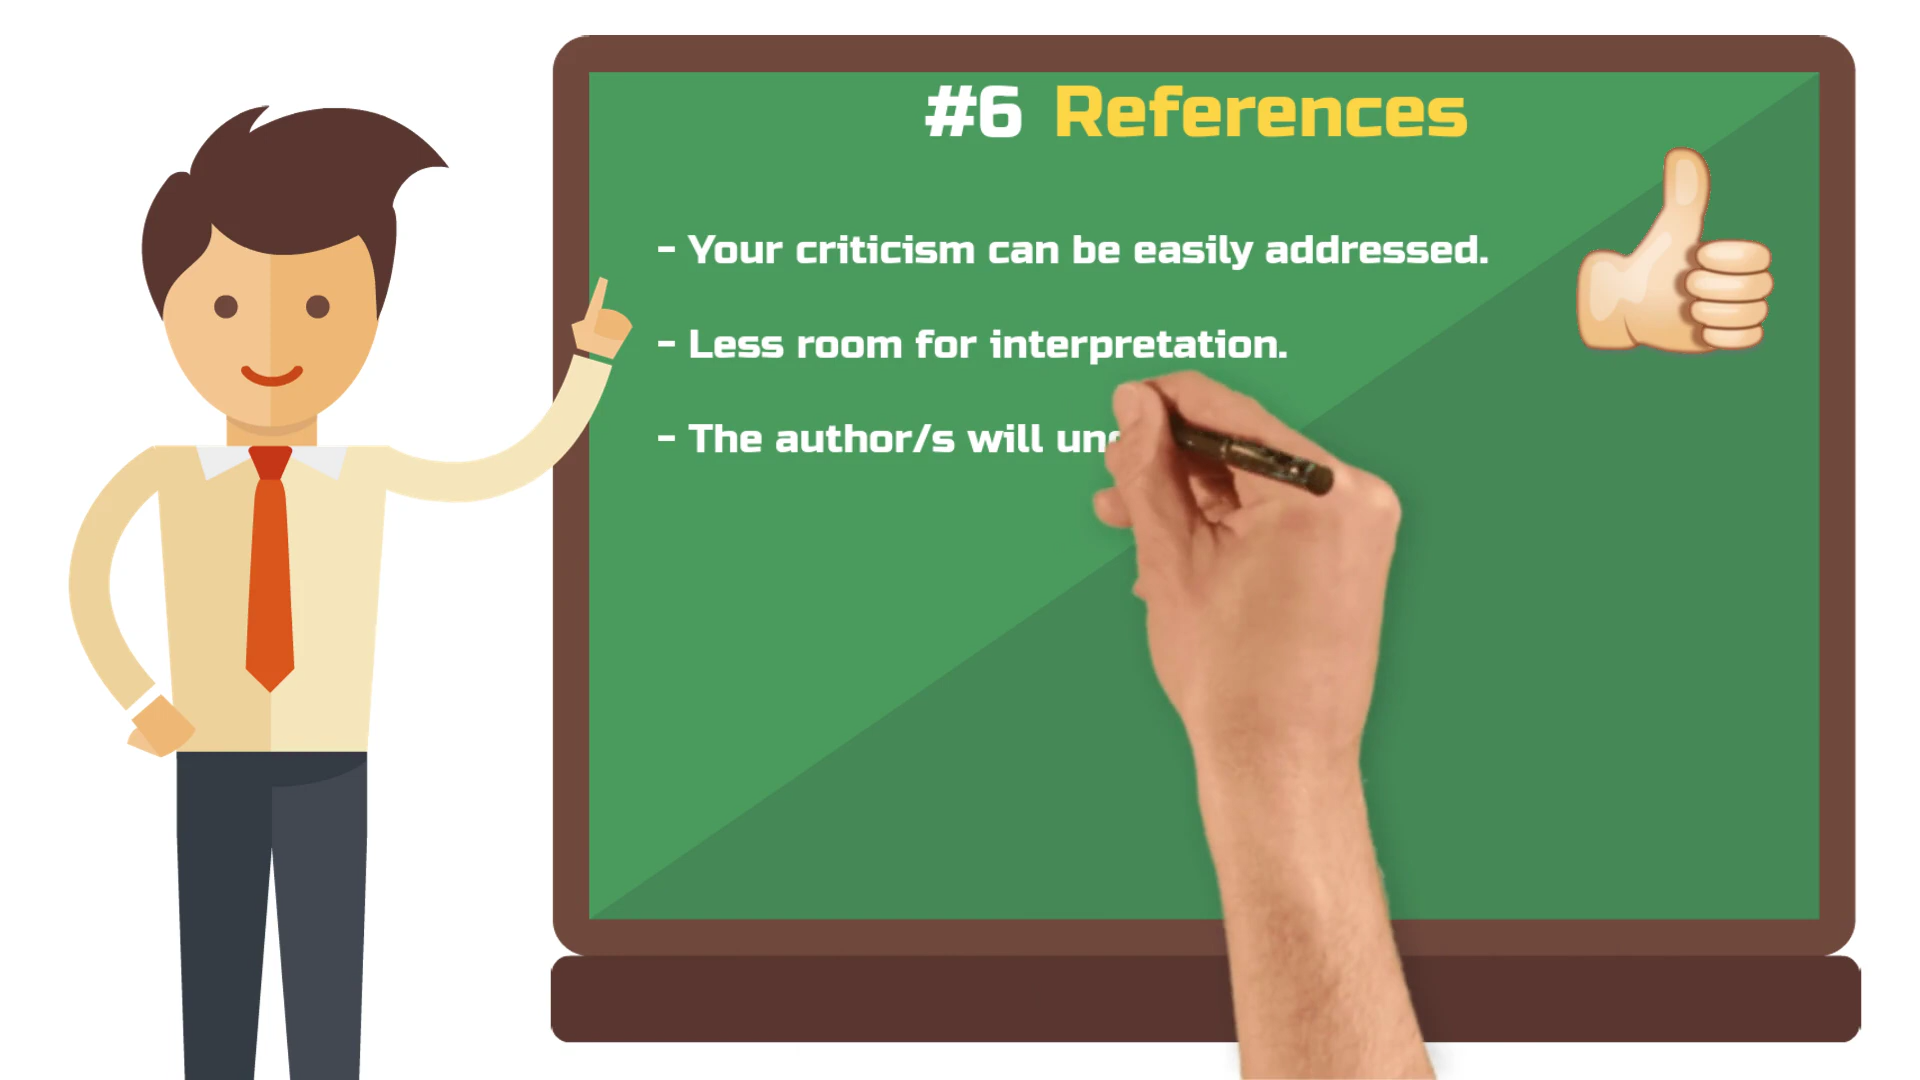 #6 References
- Your criticism can be easily addressed.
- Less room for interpretation.
- The author/s will